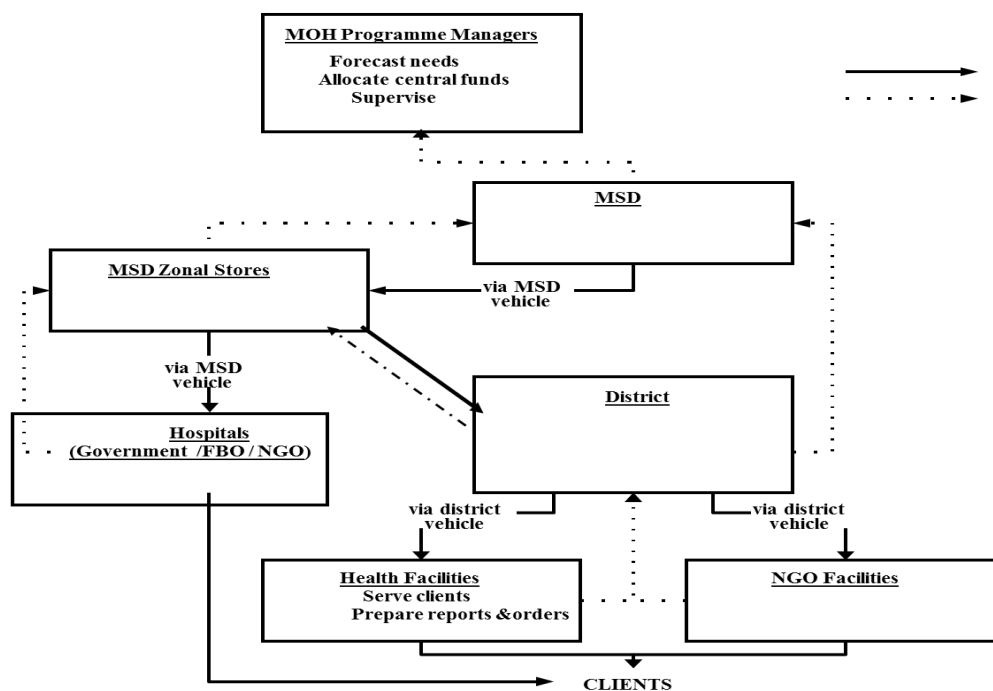 MOH Programme Managers
Forecast needs
Allocate central funds
Supervise
MSD
MSD Zonal Stores
via MSD
vehicle
via MSD
vehicle
District
Hospitals
(Government /FBO / NGO)
via district
vehicle
via district
vehicle
Health Facilities
Serve clients
Prepare reports &orders
NGO Facilities
CLIENTS